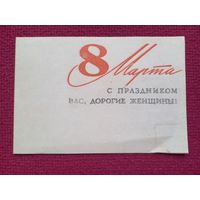 8 Марта
С ПРАЗДНИКОМ
ВАС, ДОРОГИЕ ЖЕНЩИНЫ!